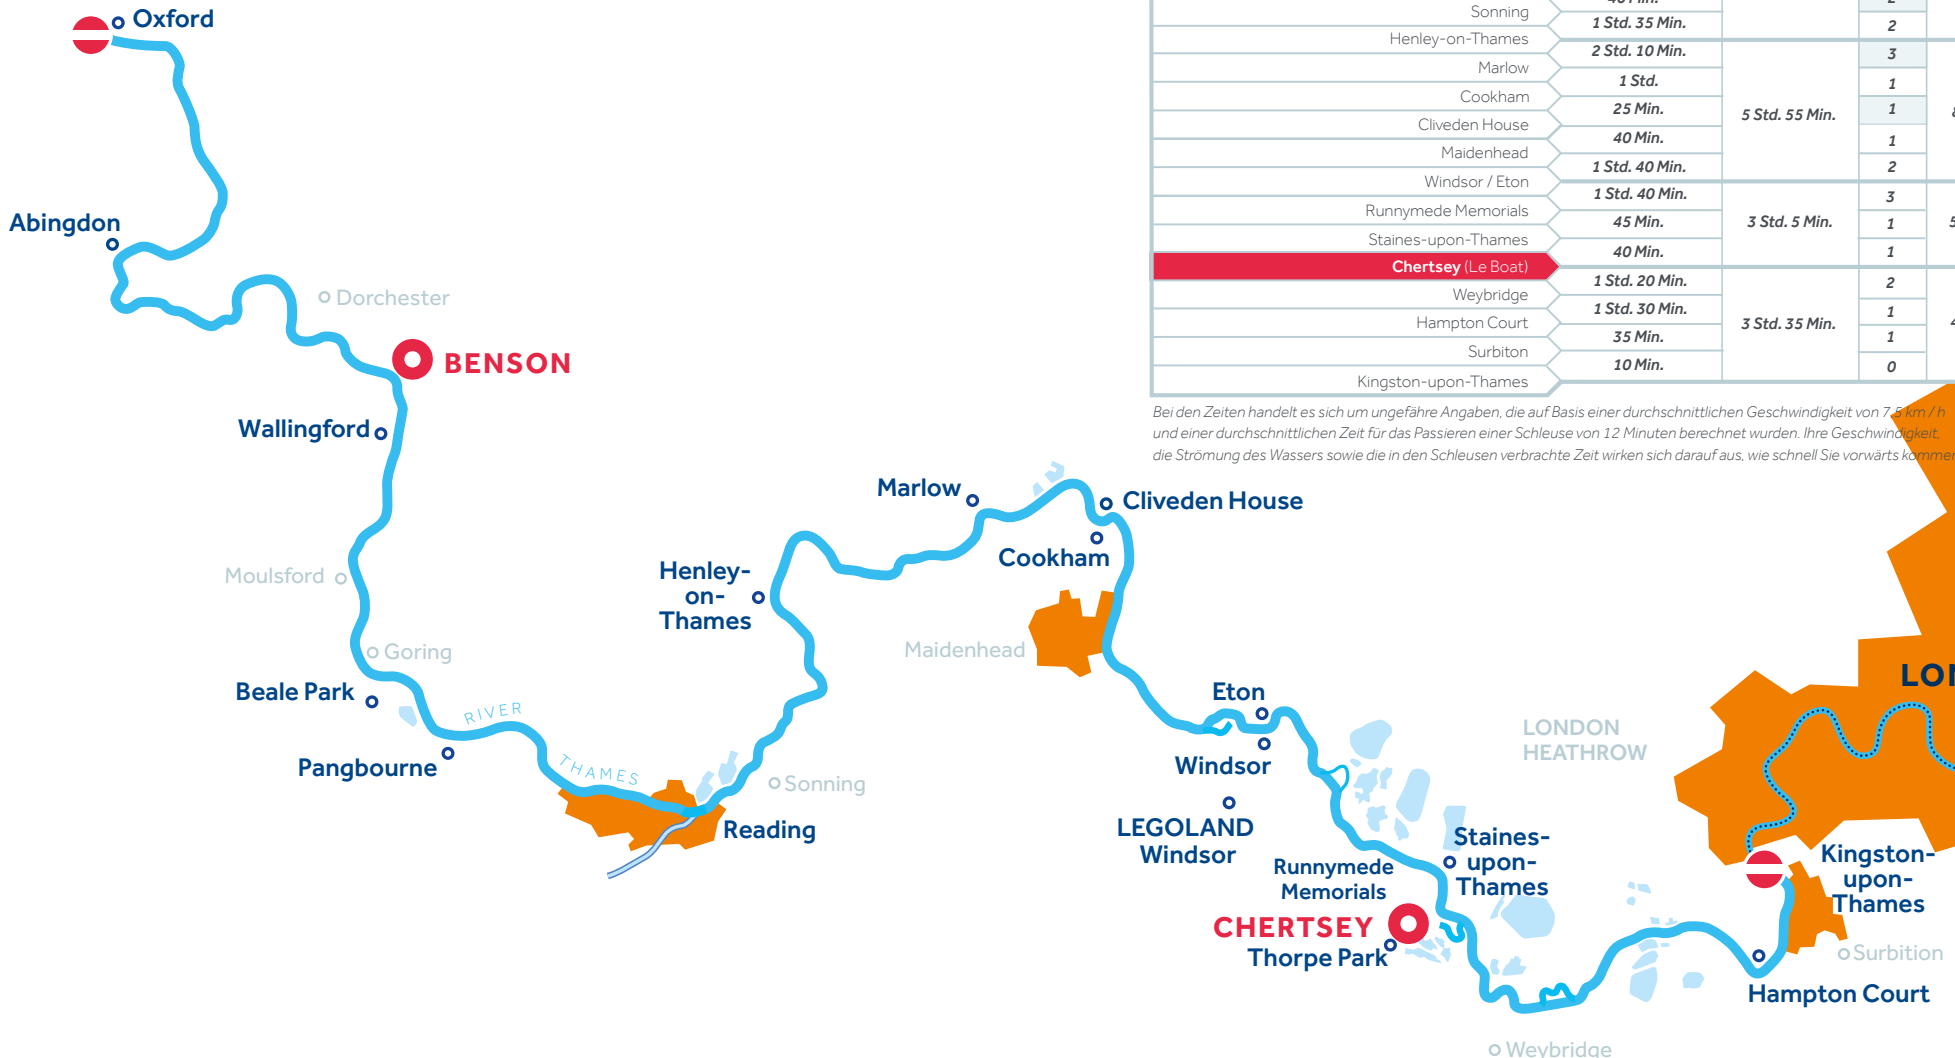 Oxford
Abingdon
Dorchester
BENSON
Wallingford
Moulsford
Goring
Beale Park
RIVER
THAMES
Pangbourne
Reading
Sonning
Henley-
on-
Thames
Marlow
Cliveden House
Cookham
Maidenhead
Eton
Windsor
LEGOLAND
Windsor
LONDON
HEATHROW
Staines-
upon-
Thames
Runnymede
Memorials
CHERTSEY
Thorpe Park
Kingston-
upon-
Thames
Surbition
Hampton Court
Weybridge
Sonning
1 Std. 35 Min. 2
Henley-on-Thames
2 Std. 10 Min. 3
Marlow
1 Std. 1
Cookham
25 Min. 5 Std. 55 Min. 1
Cliveden House
40 Min. 1
Maidenhead
1 Std. 40 Min. 2
Windsor / Eton
1 Std. 40 Min. 3
Runnymede Memorials
45 Min. 3 Std. 5 Min. 1
Staines-upon-Thames
40 Min. 1
Chertsey (Le Boat)
1 Std. 20 Min. 2
Weybridge
1 Std. 30 Min. 1
Hampton Court
3 Std. 35 Min.
35 Min. 1
Surbiton
10 Min. 0
Kingston-upon-Thames
Bei den Zeiten handelt es sich um ungefähre Angaben, die auf Basis einer durchschnittlichen Geschwindigkeit von 7,5 km / h
und einer durchschnittlichen Zeit für das Passieren einer Schleuse von 12 Minuten berechnet wurden. Ihre Geschwindigkeit,
die Strömung des Wassers sowie die in den Schleusen verbrachte Zeit wirken sich darauf aus, wie schnell Sie vorwärts